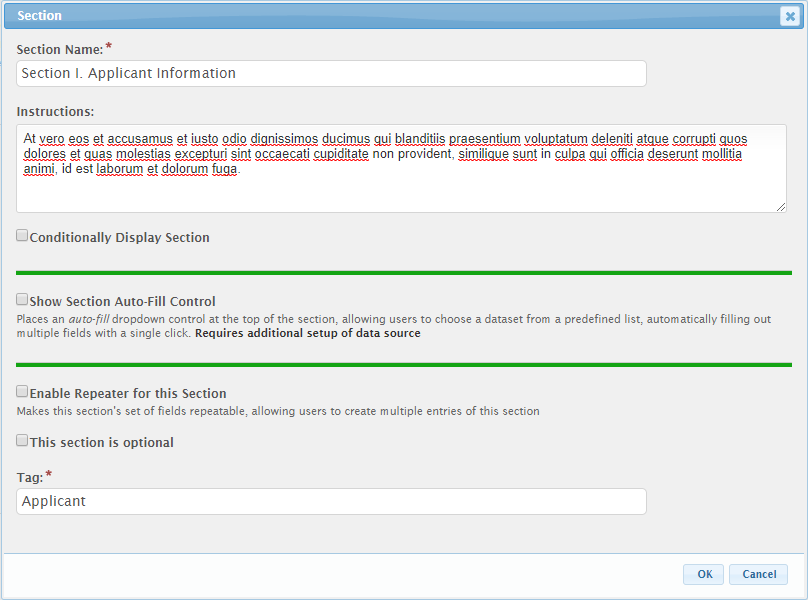 Section
Section Name:*
Section I. Applicant Information
Instructions:
At vero eos et accusamus et iusto odio dignissimos ducimus qui blanditiis praesentium voluptatum deleniti atque corrupti quos
dolores et quas molestias excepturi sint occaecati cupiditate non provident, similique sunt in culpa qui officia deserunt mollitia
animi, id est laborum et dolorum fuga.
Conditionally Display Section
Show Section Auto-Fill Control
Places an auto-fill dropdown control at the top of the section, allowing users to choose a dataset from a predefined list, automatically filling out
multiple fields with a single click. Requires additional setup of data source
Enable Repeater for this Section
Makes this section's set of fields repeatable, allowing users to create multiple entries of this section
This section is optional
Tag:*
Applicant
OK Cancel